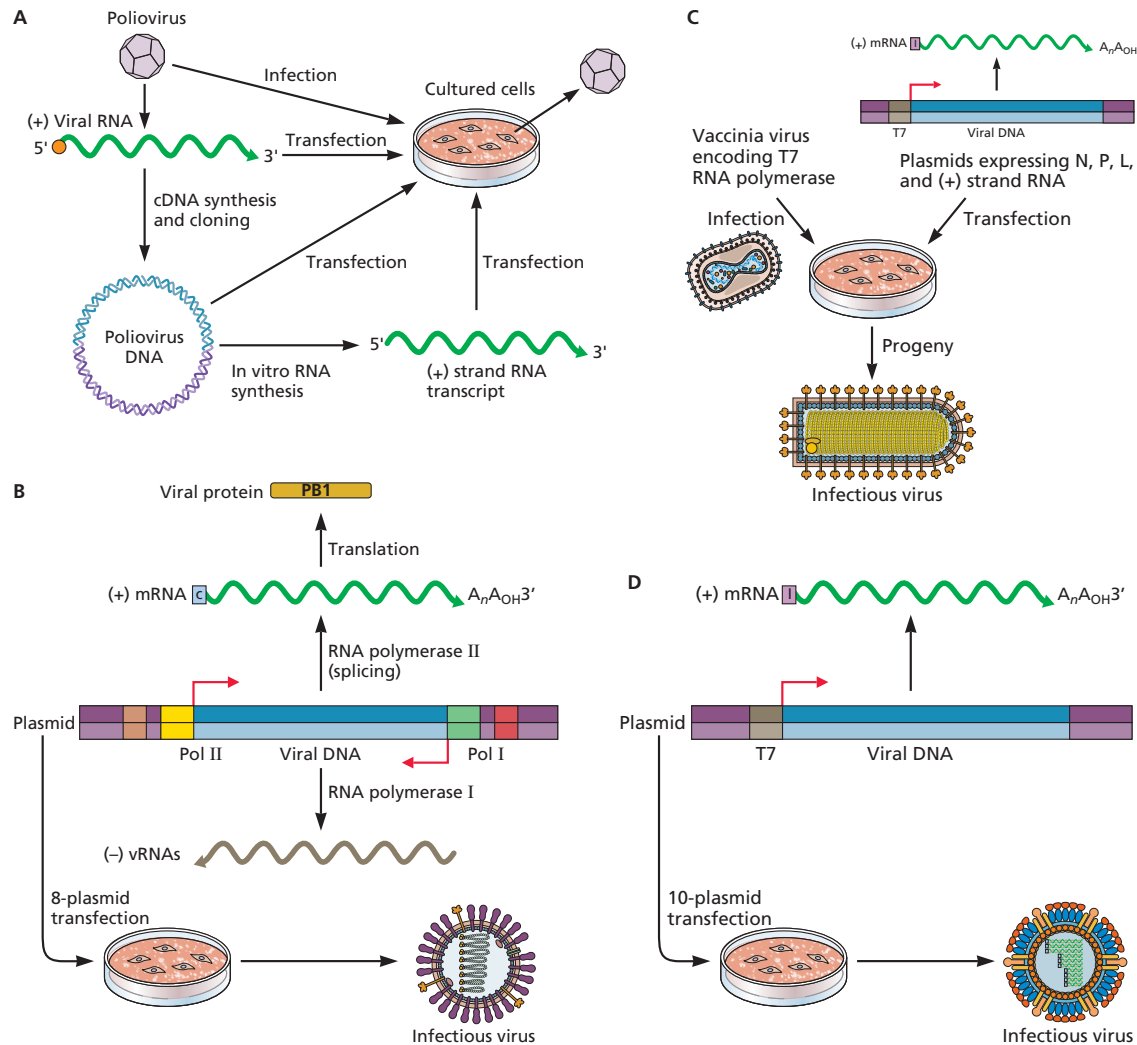 A
Poliovirus
Infection
Cultured cells
(+) Viral RNA
5'
3'
Transfection
cDNA synthesis
and cloning
Transfection
Transfection
Poliovirus
DNA
In vitro RNA
synthesis
5'
3'
(+) strand RNA
transcript
C
(+) mRNA
I
AnAOH
T7
Viral DNA
Vaccinia virus
encoding T7
RNA polymerase
Plasmids expressing N, P, L,
and (+) strand RNA
Infection
Transfection
Progeny
Infectious virus
B
Viral protein
PB1
Translation
(+) mRNA
c
AnAOH3'
RNA polymerase II
(splicing)
Plasmid
Pol II
Viral DNA
Pol I
RNA polymerase I
(–) vRNAs
8-plasmid
transfection
Infectious virus
D
(+) mRNA
I
AnAOH3'
Plasmid
T7
Viral DNA
10-plasmid
transfection
Infectious virus